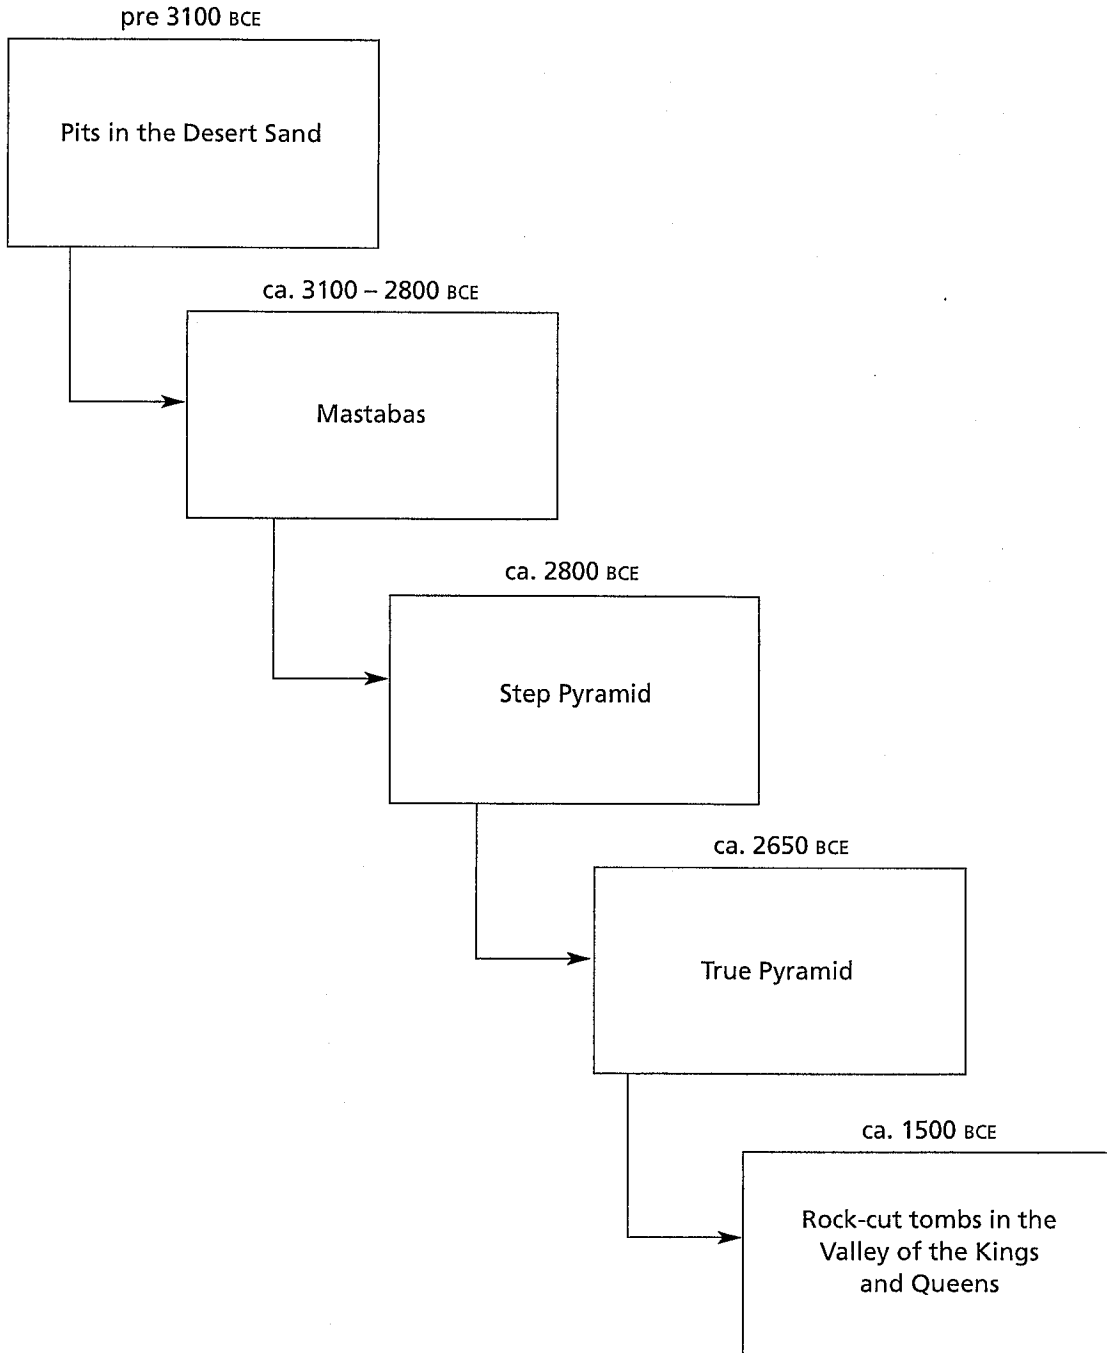 pre 3100 BCE
Pits in the Desert Sand
ca. 3100 – 2800 BCE
Mastabas
ca. 2800 BCE
Step Pyramid
ca. 2650 BCE
True Pyramid
ca. 1500 BCE
Rock-cut tombs in the
Valley of the Kings
and Queens